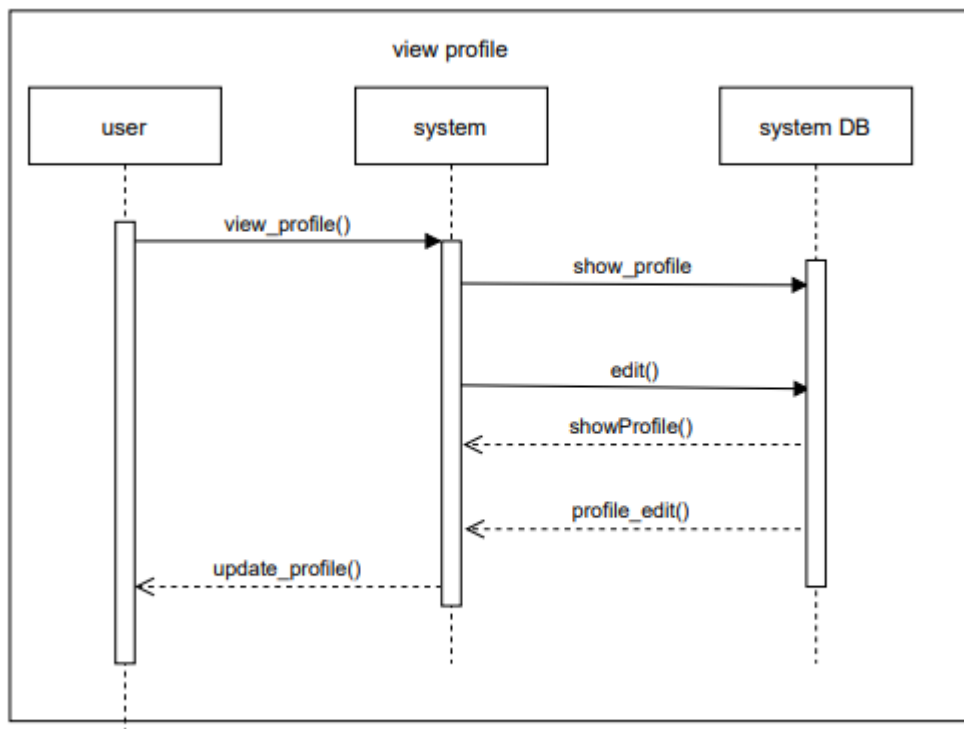 view profile
user
system
system DB
view_profile()
show_profile
edit()
showProfile()
profile_edit()
update_profile()